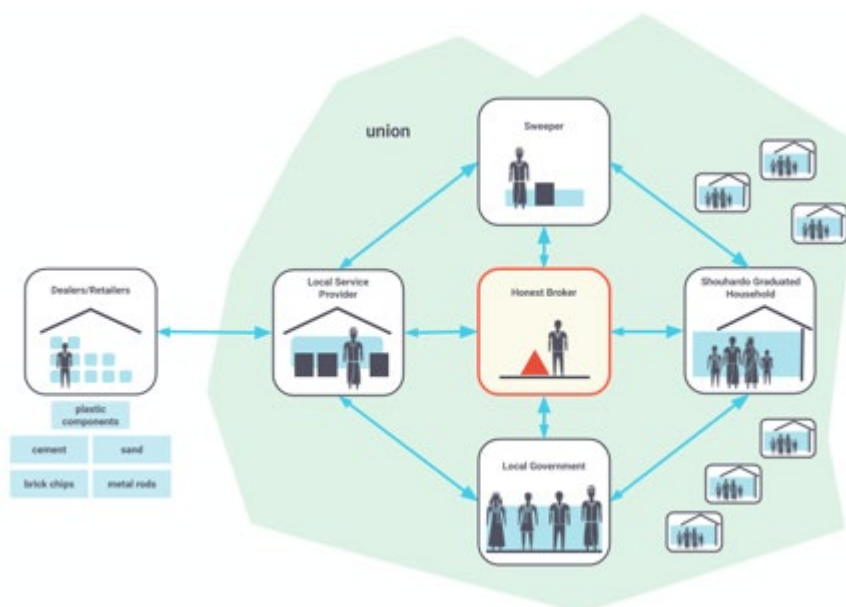 union
Sweeper
Dealers/Retailers
Local Service
Provider
Honest Broker
Shouhardo Graduated
Household
plastic
components
cement
sand
brick chips
metal rods
Local Government